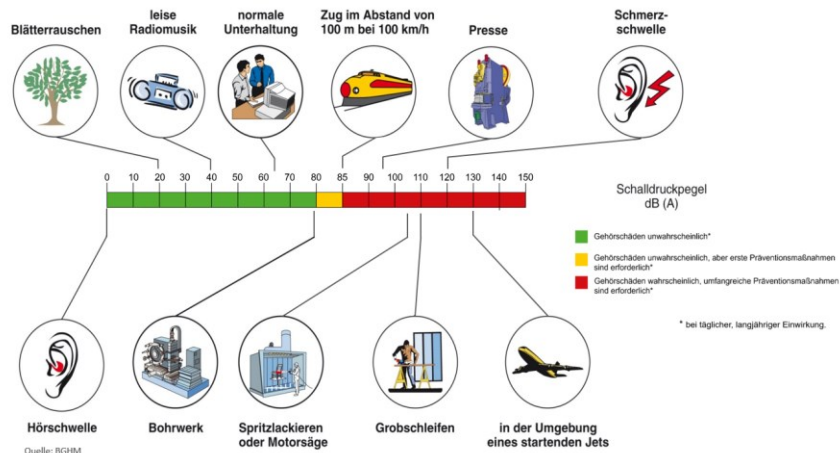 Blätterrauschen
leise
Radiomusik
normale
Unterhaltung
Zug im Abstand von
100 m bei 100 km/h
Presse
Schmerz-
schwelle
0 10 20 30 40 50 60 70 80 85 90 100 110 120 130 140 150
Schalldruckpegel
dB (A)
Gehörschäden unwahrscheinlich*
Gehörschäden unwahrscheinlich, aber erste Präventionsmaßnahmen
sind erforderlich*
Gehörschäden wahrscheinlich, umfangreiche Präventionsmaßnahmen
sind erforderlich*
* bei täglicher, langjähriger Einwirkung.
Hörschwelle
Bohrwerk
Spritzlackieren
oder Motorsäge
Grobschleifen
in der Umgebung
eines startenden Jets
Quelle: BGHM